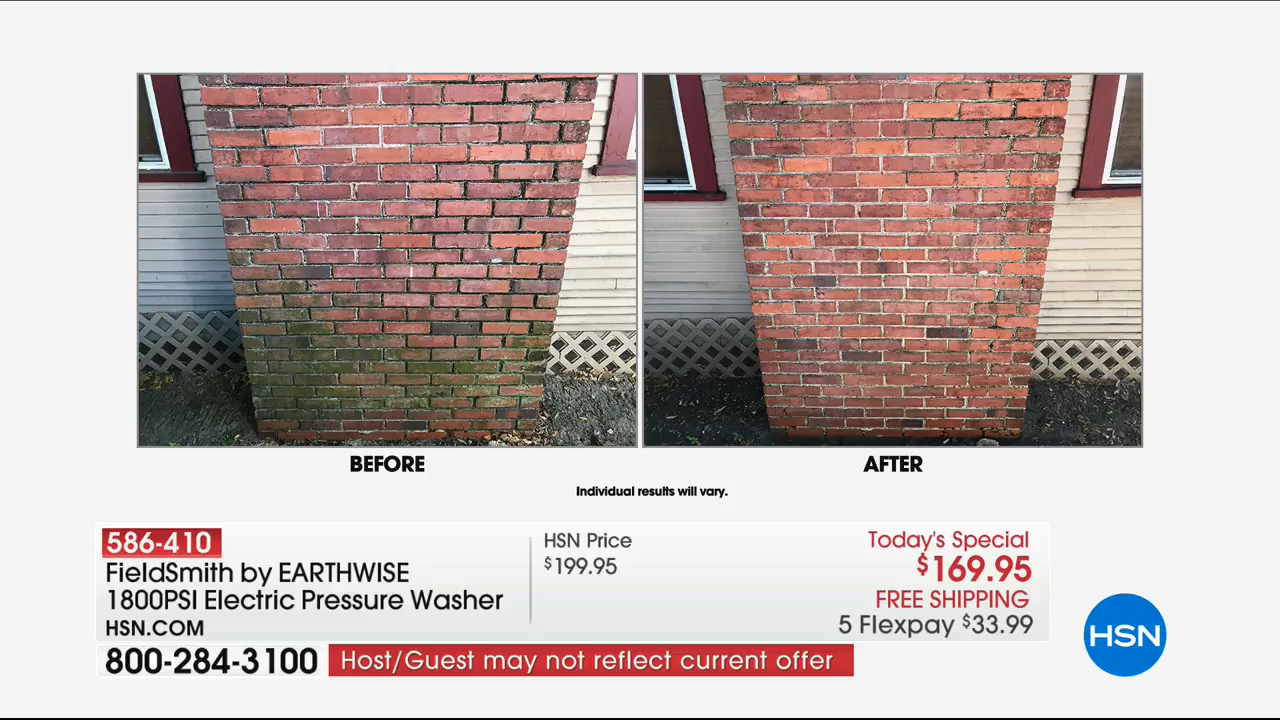 BEFORE
AFTER
Individual results will vary.
586-410
FieldSmith by EARTHWISE
1800PSI Electric Pressure Washer
HSN.COM
HSN Price
$199.95
Today's Special
$169.95
FREE SHIPPING
5 Flexpay $33.99
HSN
800-284-3100
Host/Guest may not reflect current offer